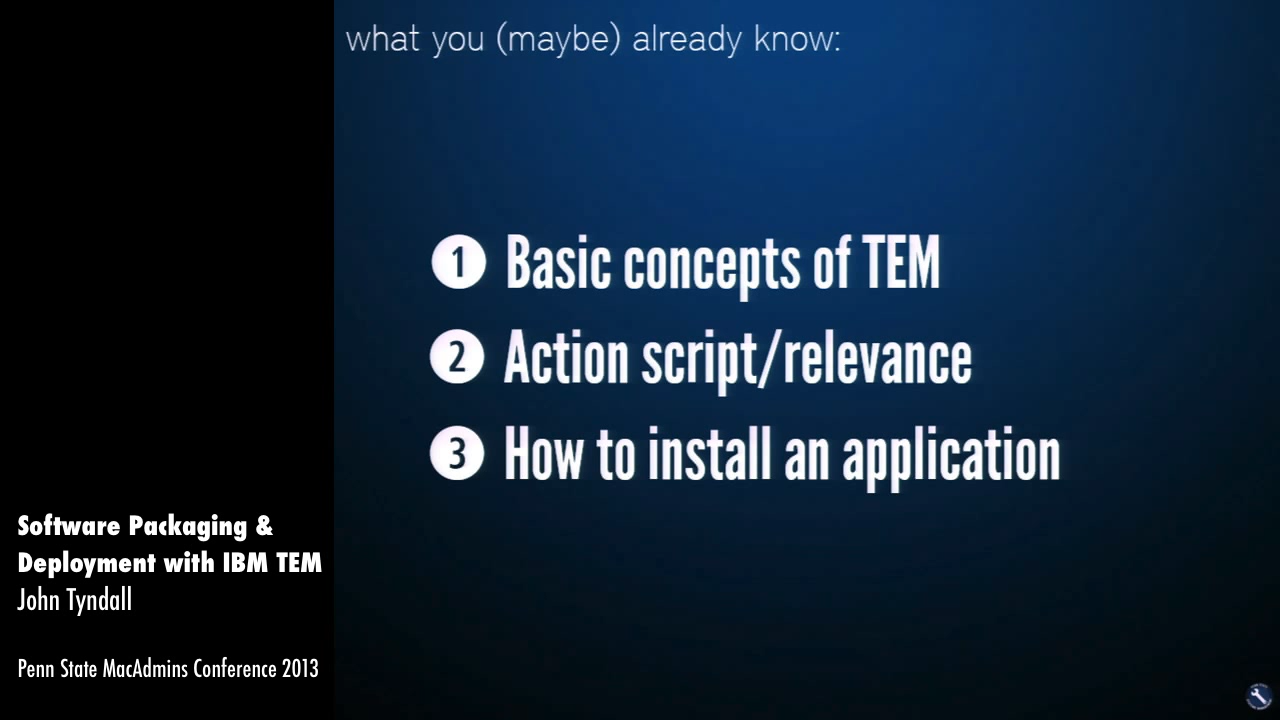 what you (maybe) already know:
1 Basic concepts of TEM
2 Action script/relevance
3 How to install an application
Software Packaging &
Deployment with IBM TEM
John Tyndall
Penn State MacAdmins Conference 2013